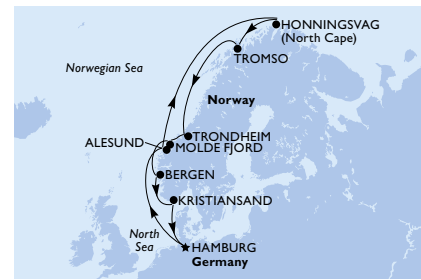 HONNINGSVAG
(North Cape)
TROMSO
Norwegian Sea
Norway
TRONDHEIM
ALESUND
MOLDE FJORD
BERGEN
KRISTIANSAND
North
Sea
HAMBURG
Germany